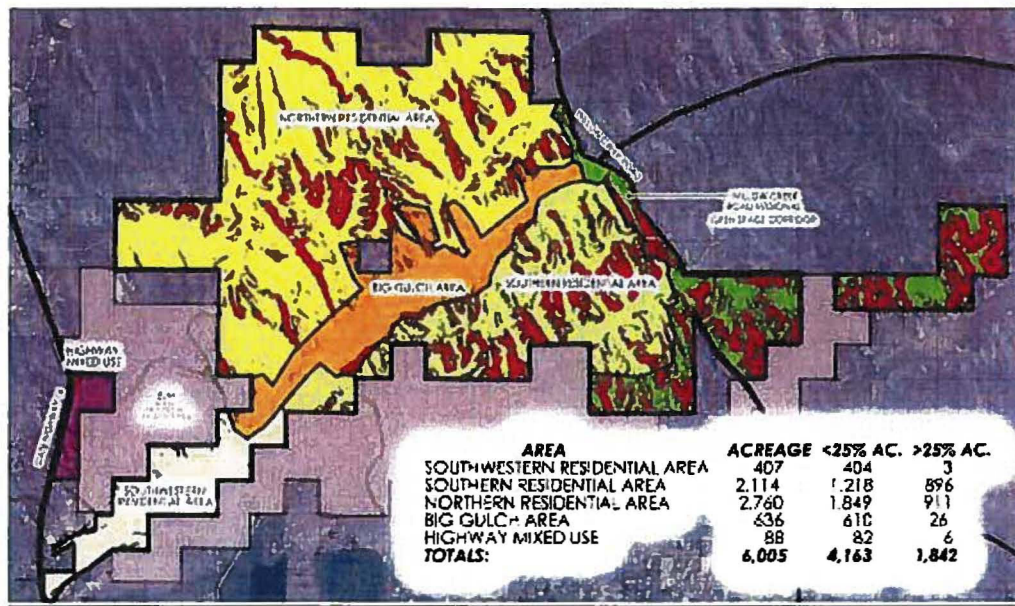 NORTHERN RESIDENTIAL AREA
BIG GULCH AREA
SOUTHERN RESIDENTIAL AREA
HIGHWAY
MIXED USE
SOUTHWESTERN
RESIDENTIAL AREA
AREA ACREAGE <25% AC. >25% AC.
SOUTHWESTERN RESIDENTIAL AREA 407 404 3
SOUTHERN RESIDENTIAL AREA 2,114 1,218 896
NORTHERN RESIDENTIAL AREA 2,760 1,849 911
BIG GULCH AREA 636 610 26
HIGHWAY MIXED USE 88 82 6
TOTALS: 6,005 4,163 1,842